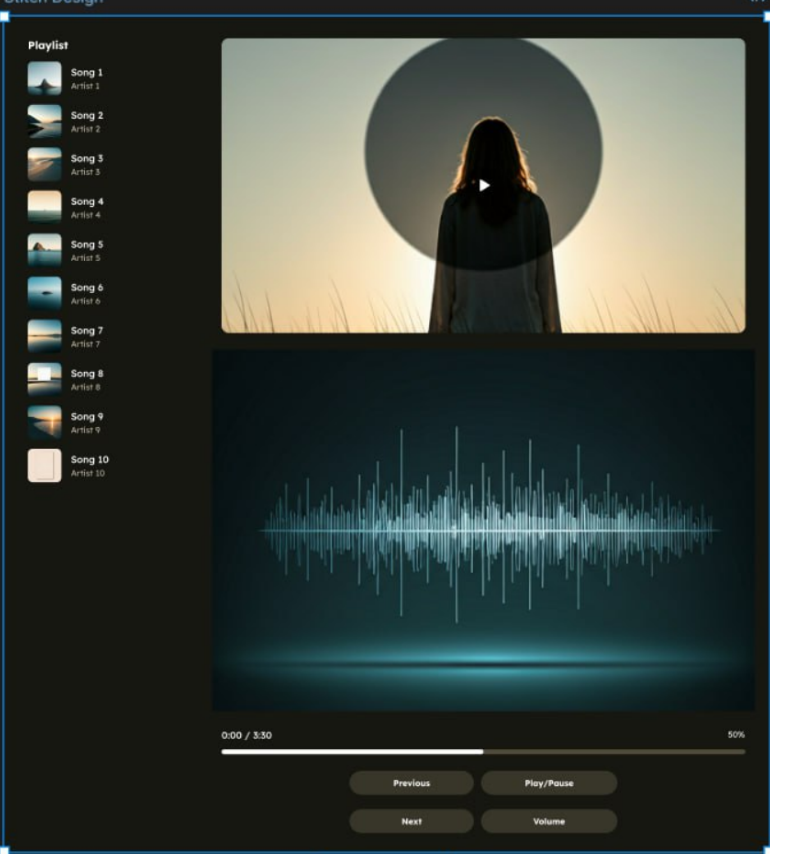 Stitch Design
Playlist
Song 1
Artist 1
Song 2
Artist 2
Song 3
Artist 3
Song 4
Artist 4
Song 5
Artist 5
Song 6
Artist 6
Song 7
Artist 7
Song 8
Artist 8
Song 9
Artist 9
Song 10
Artist 10
0:00 / 3:30
50%
Previous
Play/Pause
Next
Volume